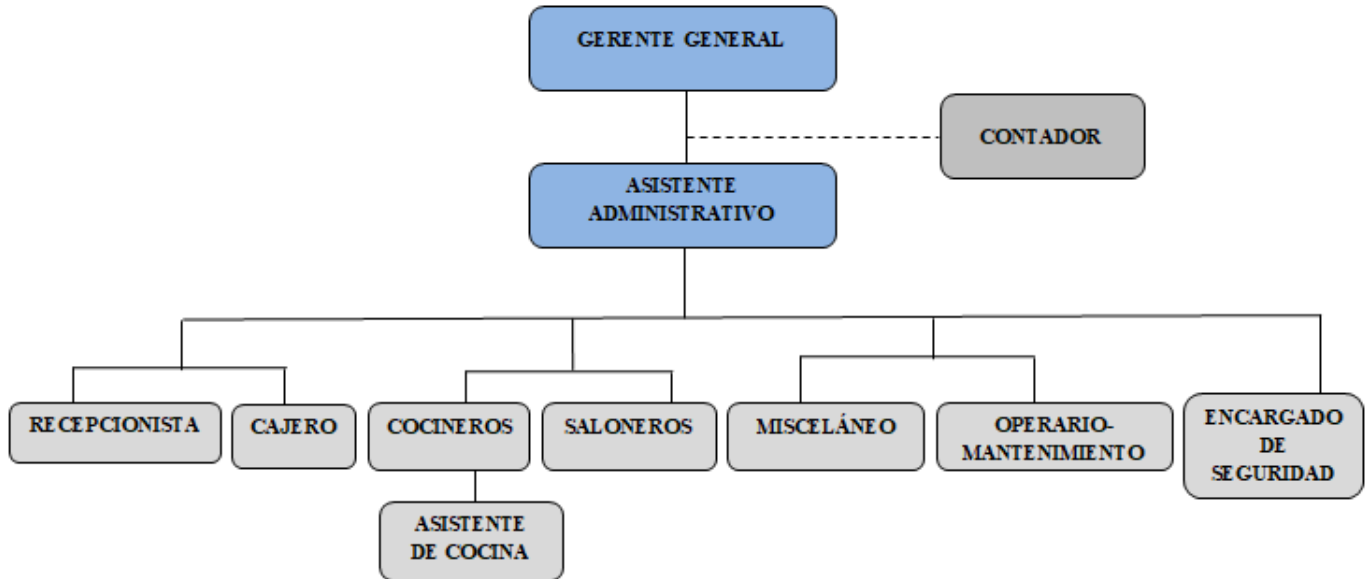 GERENTE GENERAL
CONTADOR
ASISTENTE
ADMINISTRATIVO
RECEPCIONISTA
CAJERO
COCINEROS
SALONEROS
MISCELÁNEO
OPERARIO-
MANTENIMIENTO
ENCARGADO
DE
SEGURIDAD
ASISTENTE
DE COCINA